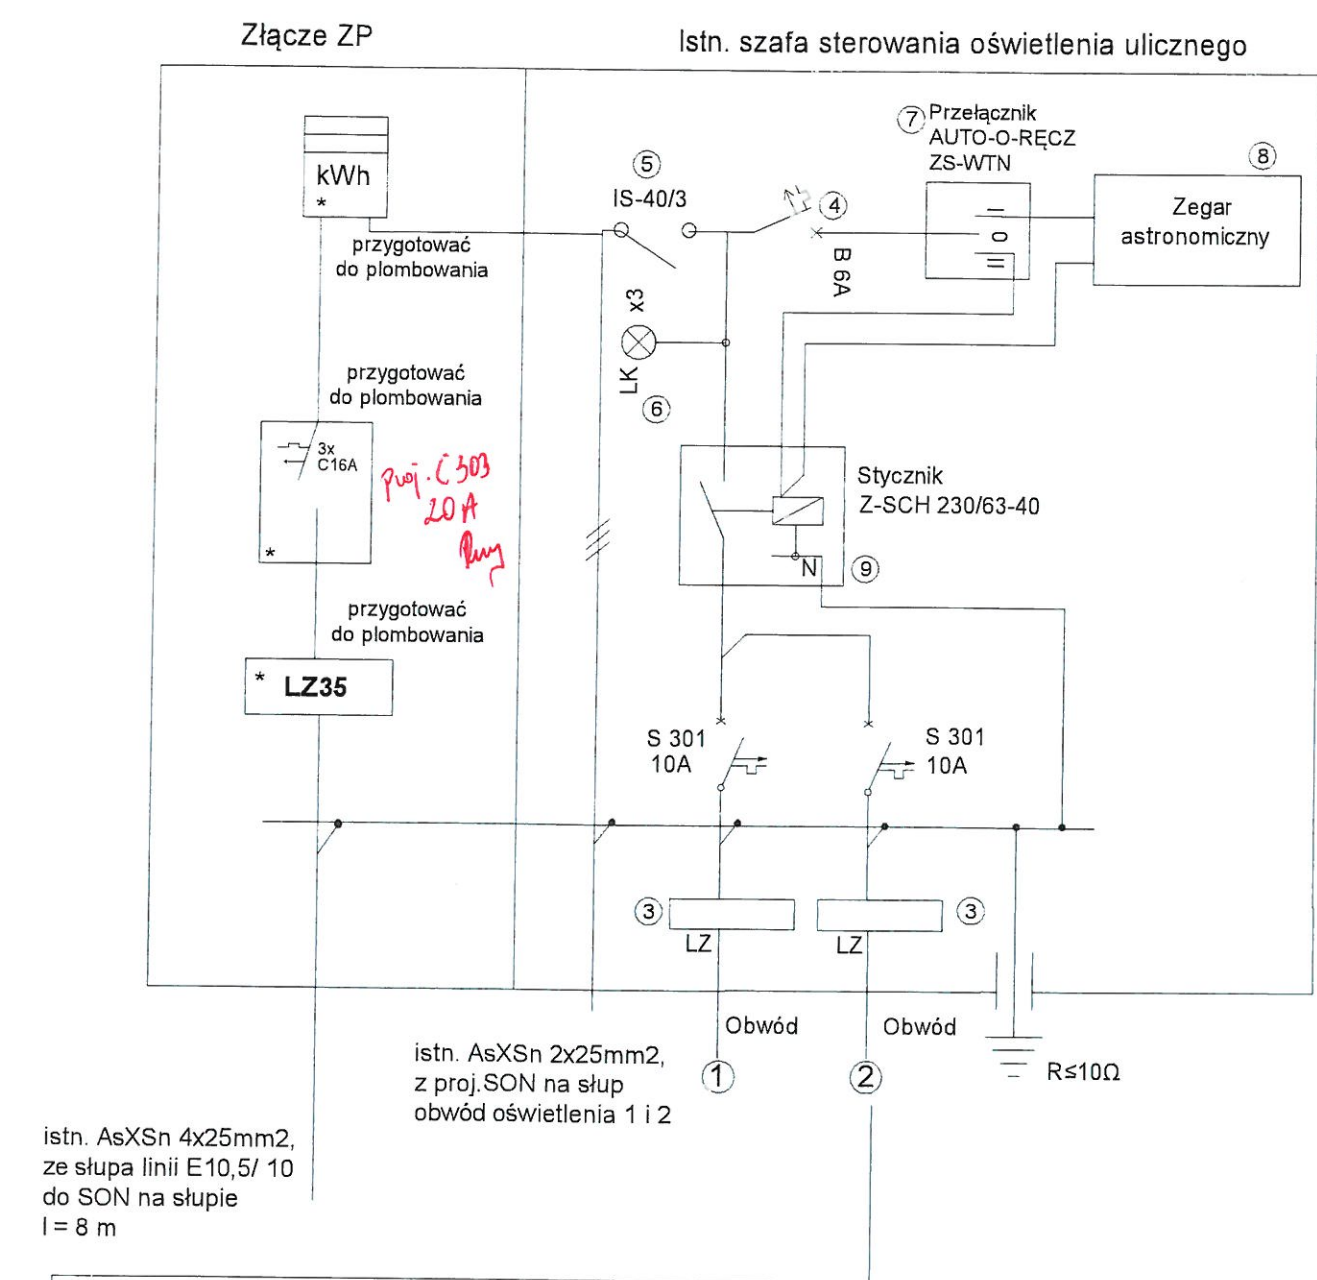 Złącze ZP
Istn. szafa sterowania oświetlenia ulicznego
kWh
*
przygotować
do plombowania
5
IS-40/3
4
B 6A
7
Przełącznik
AUTO-O-RĘCZ
ZS-WTN
I
O
II
8
Zegar
astronomiczny
x3
LK
6
przygotować
do plombowania
3x
C16A
*
proj. C 303
20 A
Stycznik
Z-SCH 230/63-40
N
9
przygotować
do plombowania
* LZ35
S 301
10A
S 301
10A
3
LZ
3
LZ
Obwód
1
Obwód
2
R≤10Ω
istn. AsXSn 2x25mm2,
z proj.SON na słup
obwód oświetlenia 1 i 2
istn. AsXSn 4x25mm2,
ze słupa linii E10,5/ 10
do SON na słupie
l = 8 m